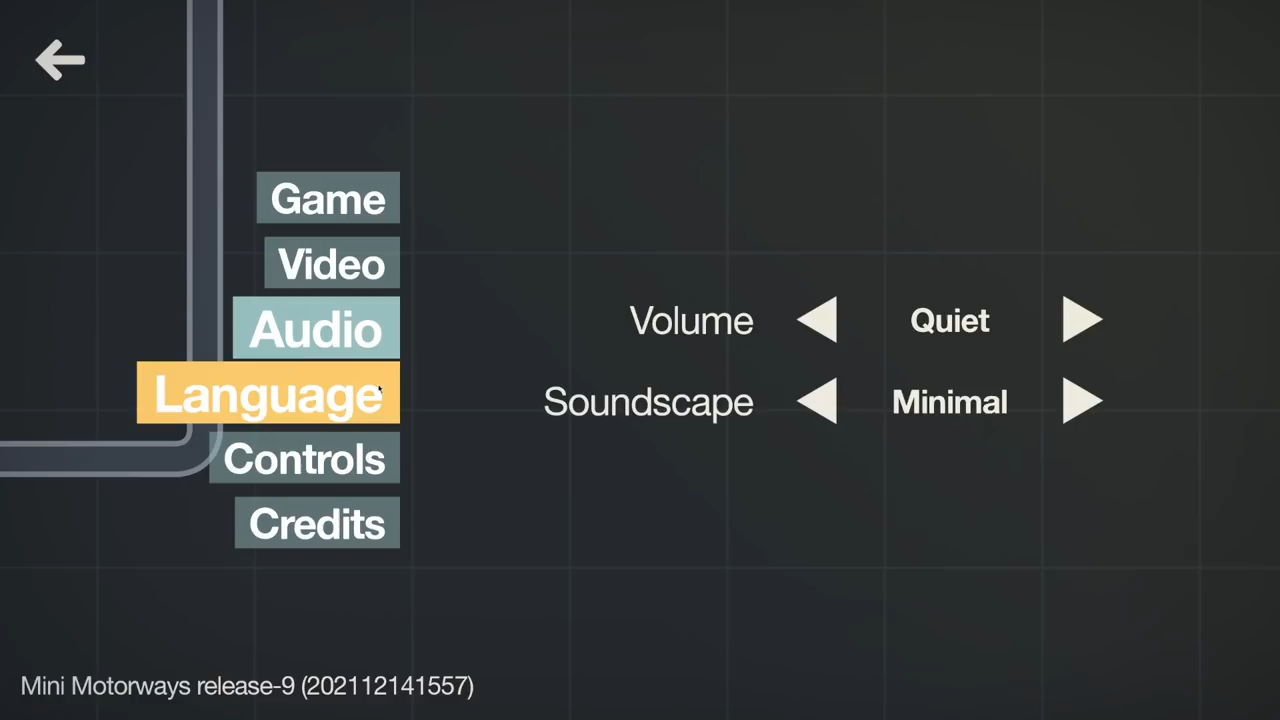 Game
Video
Audio
Language
Controls
Credits
Volume Quiet
Soundscape Minimal
Mini Motorways release-9 (202112141557)